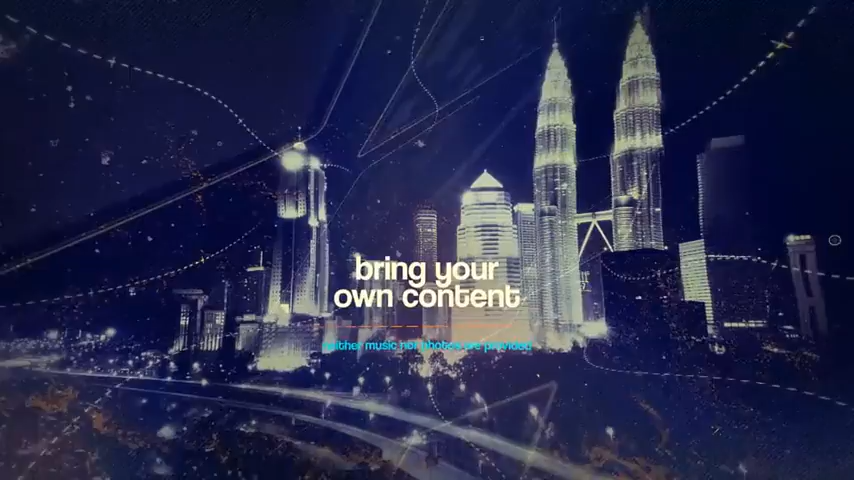 bring your
own content
neither music nor photos are provided